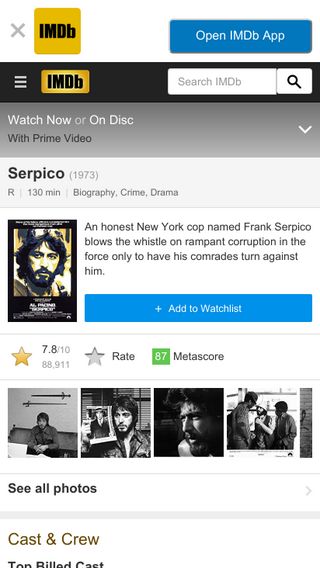 IMDb
Open IMDb App
IMDb
Search IMDb
Watch Now or On Disc
With Prime Video
Serpico (1973)
R | 130 min | Biography, Crime, Drama
An honest New York cop named Frank Serpico
blows the whistle on rampant corruption in the
force only to have his comrades turn against
him.
AL PACINO
"SERPICO"
+ Add to Watchlist
7.8/10
88,911
Rate
87 Metascore
See all photos
Cast & Crew
Top Billed Cast